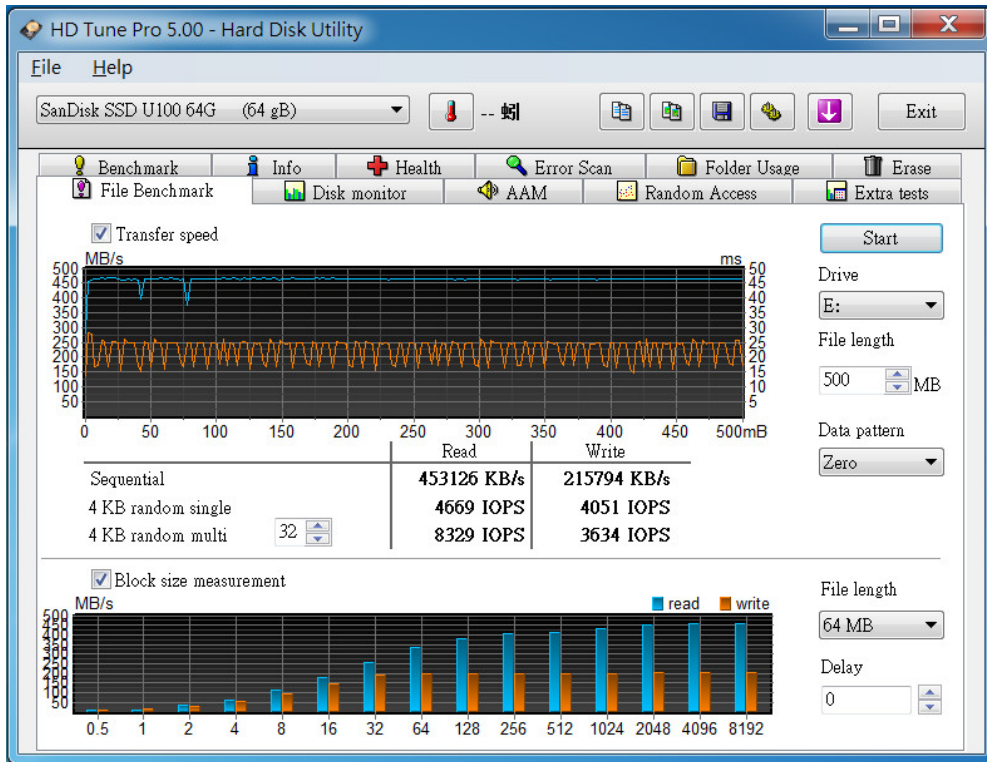 HD Tune Pro 5.00 - Hard Disk Utility
File Help
SanDisk SSD U100 64G (64 gB) -- 蚓 Exit
Benchmark Info Health Error Scan Folder Usage Erase
File Benchmark Disk monitor AAM Random Access Extra tests
Transfer speed Start
MB/s ms
500 50
450 45
400 40
350 35
300 30
250 25
200 20
150 15
100 10
50 5
0 50 100 150 200 250 300 350 400 450 500mB
Drive
E:
File length
500 MB
Data pattern
Zero
Read Write
Sequential 453126 KB/s 215794 KB/s
4 KB random single 4669 IOPS 4051 IOPS
4 KB random multi 32 8329 IOPS 3634 IOPS
Block size measurement
MB/s read write
500
450
400
350
300
250
200
150
100
50
0.5 1 2 4 8 16 32 64 128 256 512 1024 2048 4096 8192
File length
64 MB
Delay
0